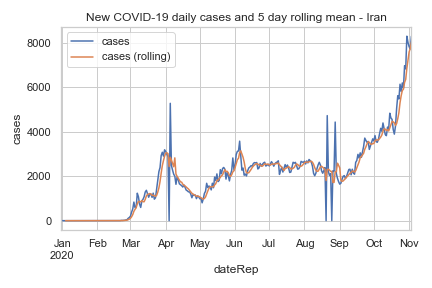 New COVID-19 daily cases and 5 day rolling mean - Iran
cases
cases (rolling)
8000
6000
4000
2000
0
cases
Jan Feb Mar Apr May Jun Jul Aug Sep Oct Nov
2020
dateRep